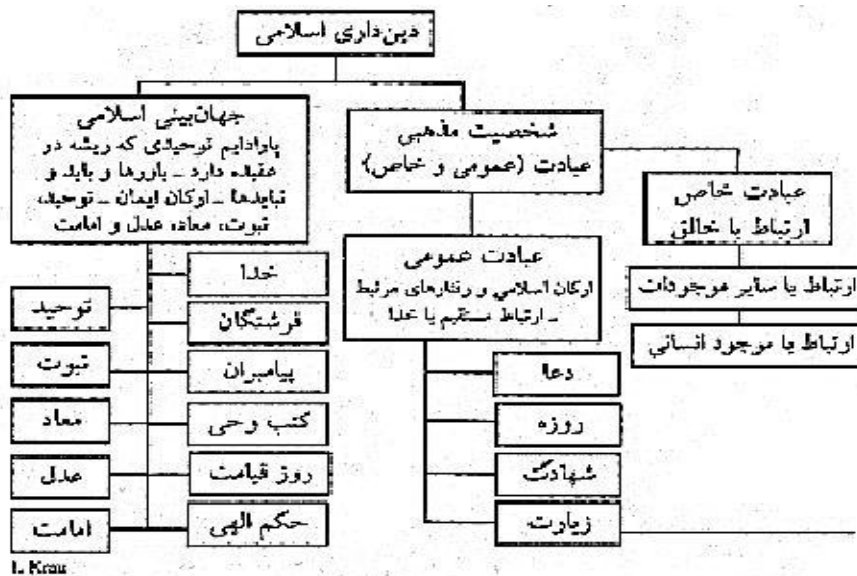 دین‌داری اسلامی
شخصیت مذهبی
عبادت (عمومی و خاص)
جهان‌بینی اسلامی
پارادایم توحیدی که ریشه در
عقیده دارد ـ باورها و باید و
نبایدها ـ ارکان ایمان ـ توحید،
نبوت، معاد، عدل و امامت
عبادت خاص
ارتباط با خالق
ارتباط با سایر موجودات
ارتباط با موجود انسانی
عبادت عمومی
ارکان اسلامی و رفتارهای مرتبط
ـ ارتباط مستقیم با خدا
دعا
روزه
شهادت
زیارت
خدا
فرشتگان
پیامبران
کتب وحی
روز قیامت
حکم الهی
توحید
نبوت
معاد
عدل
امامت